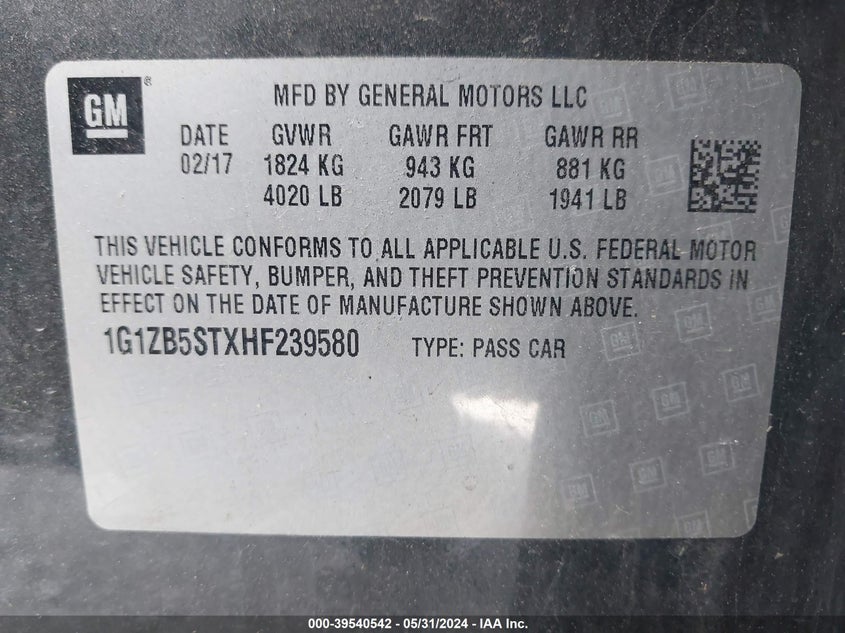 GM ®
MFD BY GENERAL MOTORS LLC
DATE GVWR GAWR FRT GAWR RR
02/17 1824 KG 943 KG 881 KG
4020 LB 2079 LB 1941 LB
THIS VEHICLE CONFORMS TO ALL APPLICABLE U.S. FEDERAL MOTOR
VEHICLE SAFETY, BUMPER, AND THEFT PREVENTION STANDARDS IN
EFFECT ON THE DATE OF MANUFACTURE SHOWN ABOVE.
1G1ZB5STXHF239580 TYPE: PASS CAR
000-39540542 - 05/31/2024 - IAA Inc.